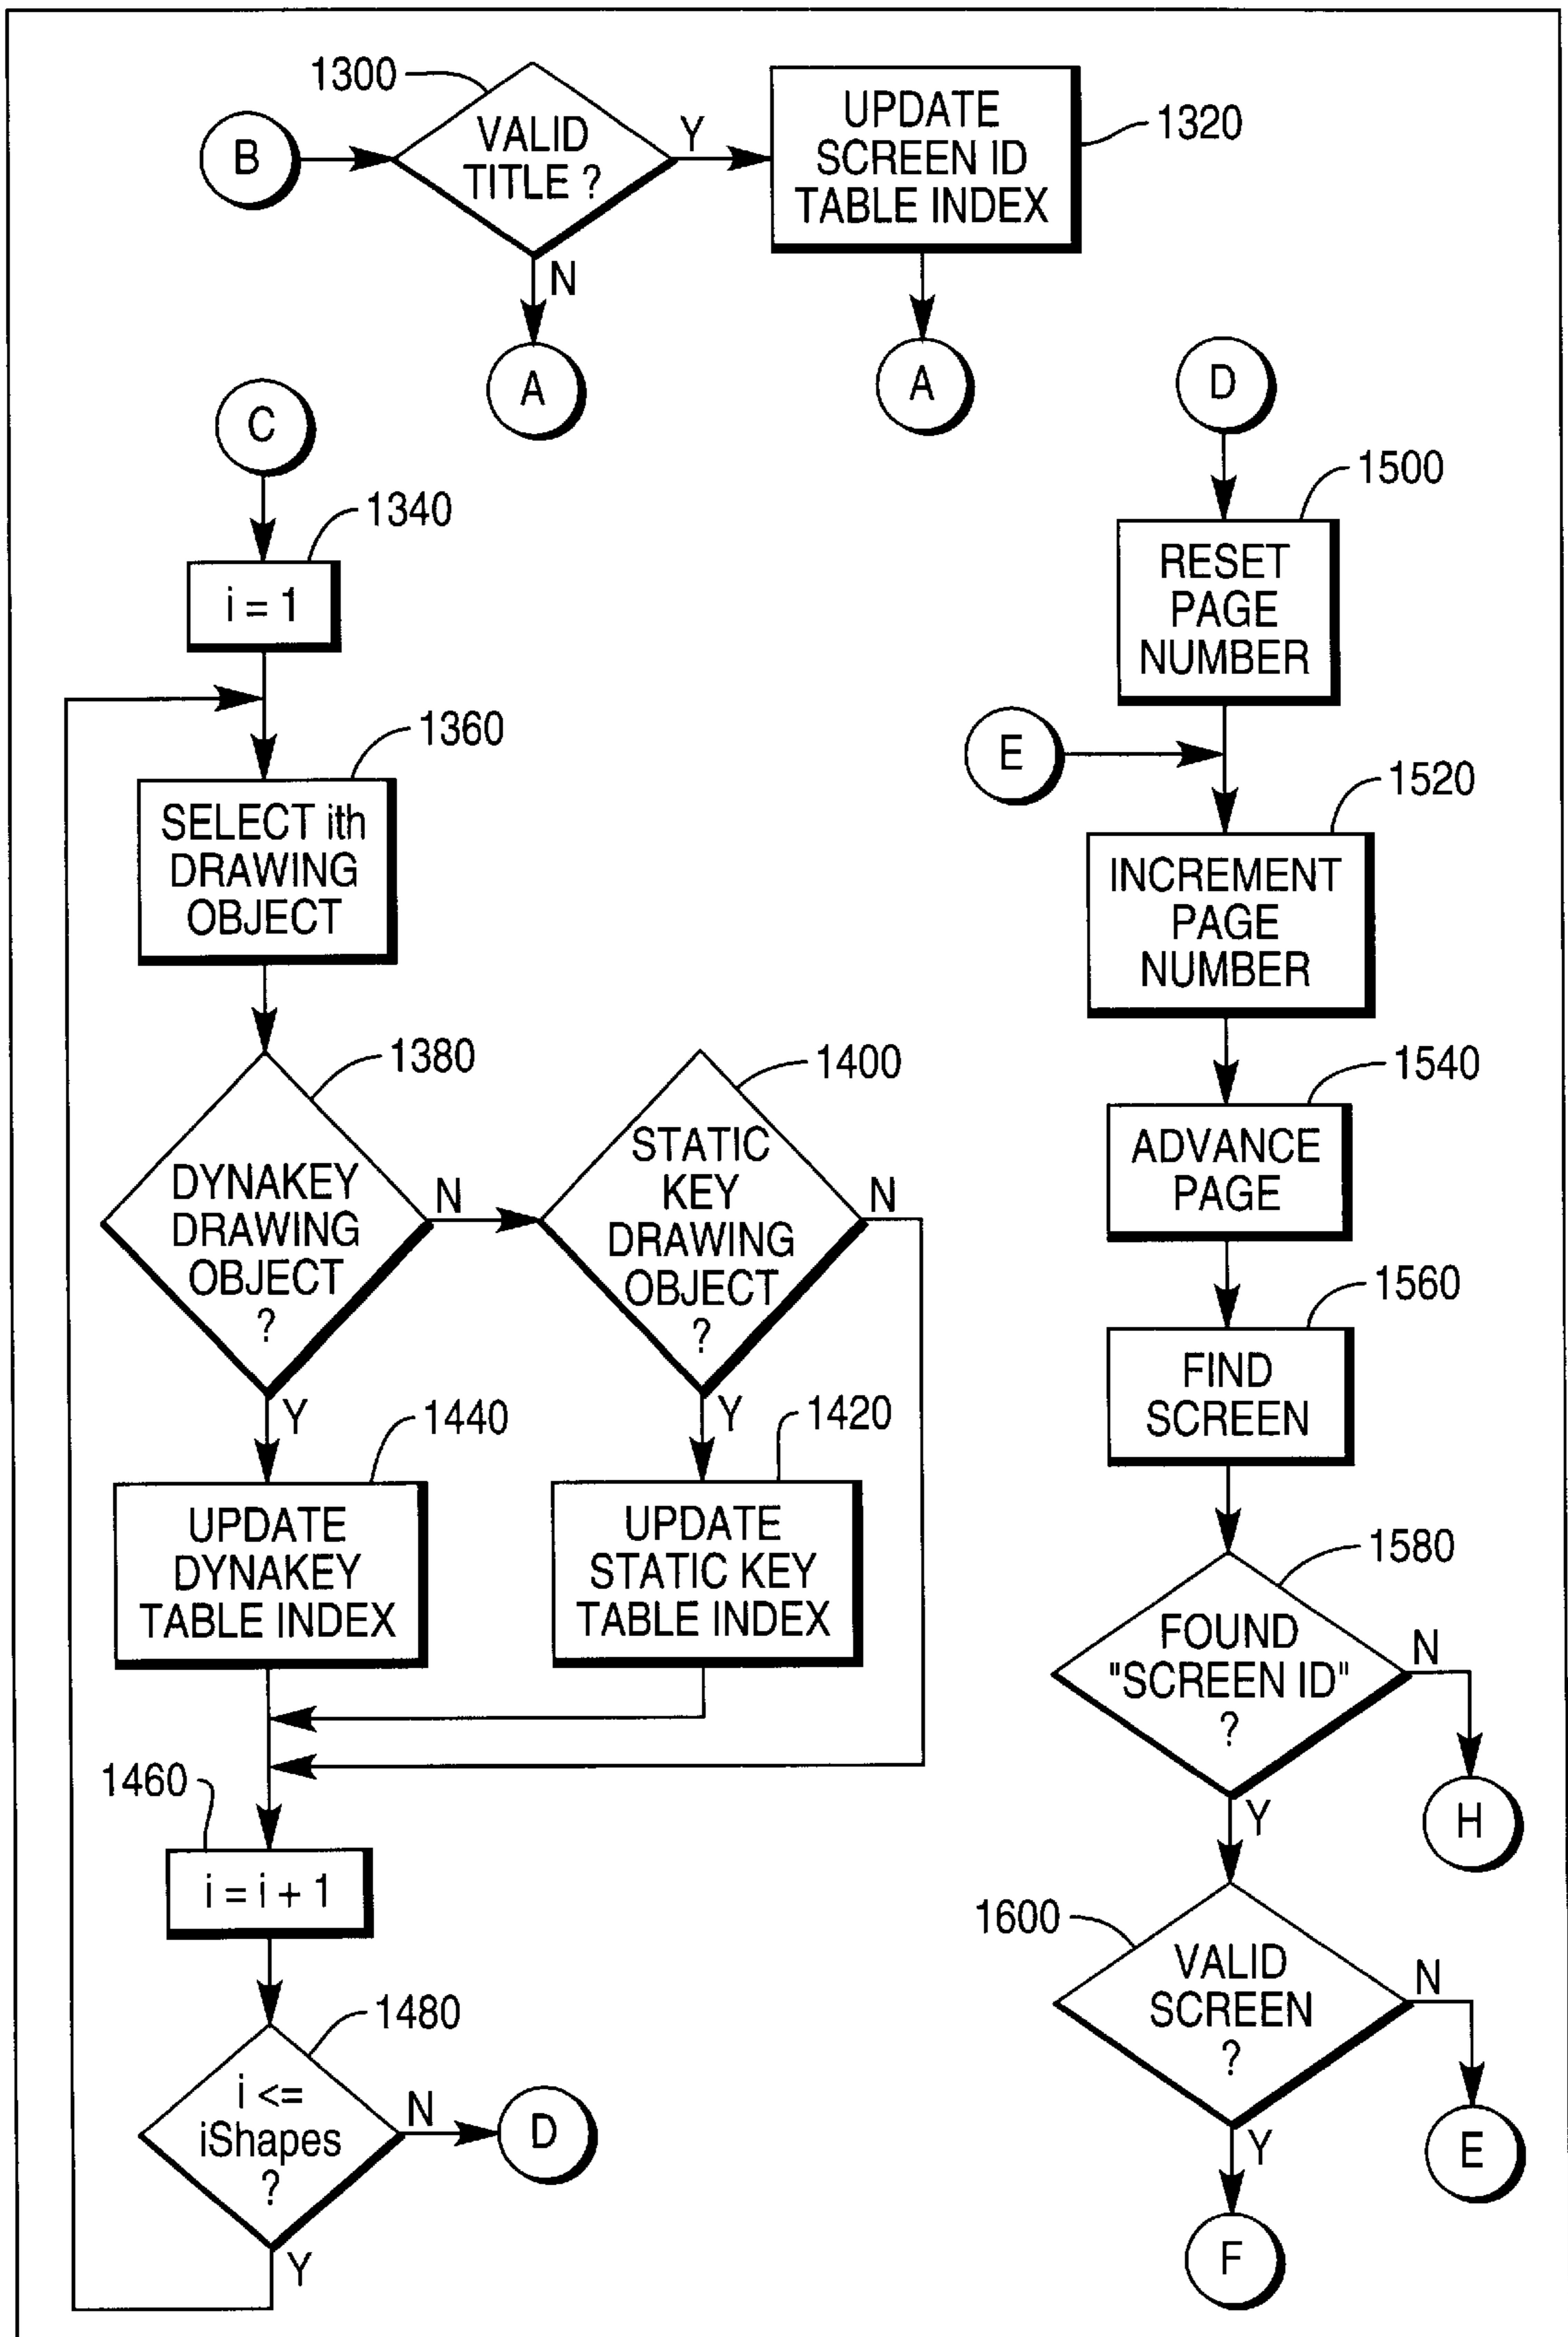 1300
B
VALID
TITLE ?
Y
N
UPDATE
SCREEN ID
TABLE INDEX
1320
A
A
C
1340
i = 1
1360
SELECT ith
DRAWING
OBJECT
1380
DYNAKEY
DRAWING
OBJECT
?
N
Y
1400
STATIC
KEY
DRAWING
OBJECT
?
N
Y
1440
UPDATE
DYNAKEY
TABLE INDEX
1420
UPDATE
STATIC KEY
TABLE INDEX
1460
i = i + 1
1480
i <=
iShapes
?
N
D
Y
D
1500
RESET
PAGE
NUMBER
E
1520
INCREMENT
PAGE
NUMBER
1540
ADVANCE
PAGE
1560
FIND
SCREEN
1580
FOUND
"SCREEN ID"
?
N
H
Y
1600
VALID
SCREEN
?
N
E
Y
F